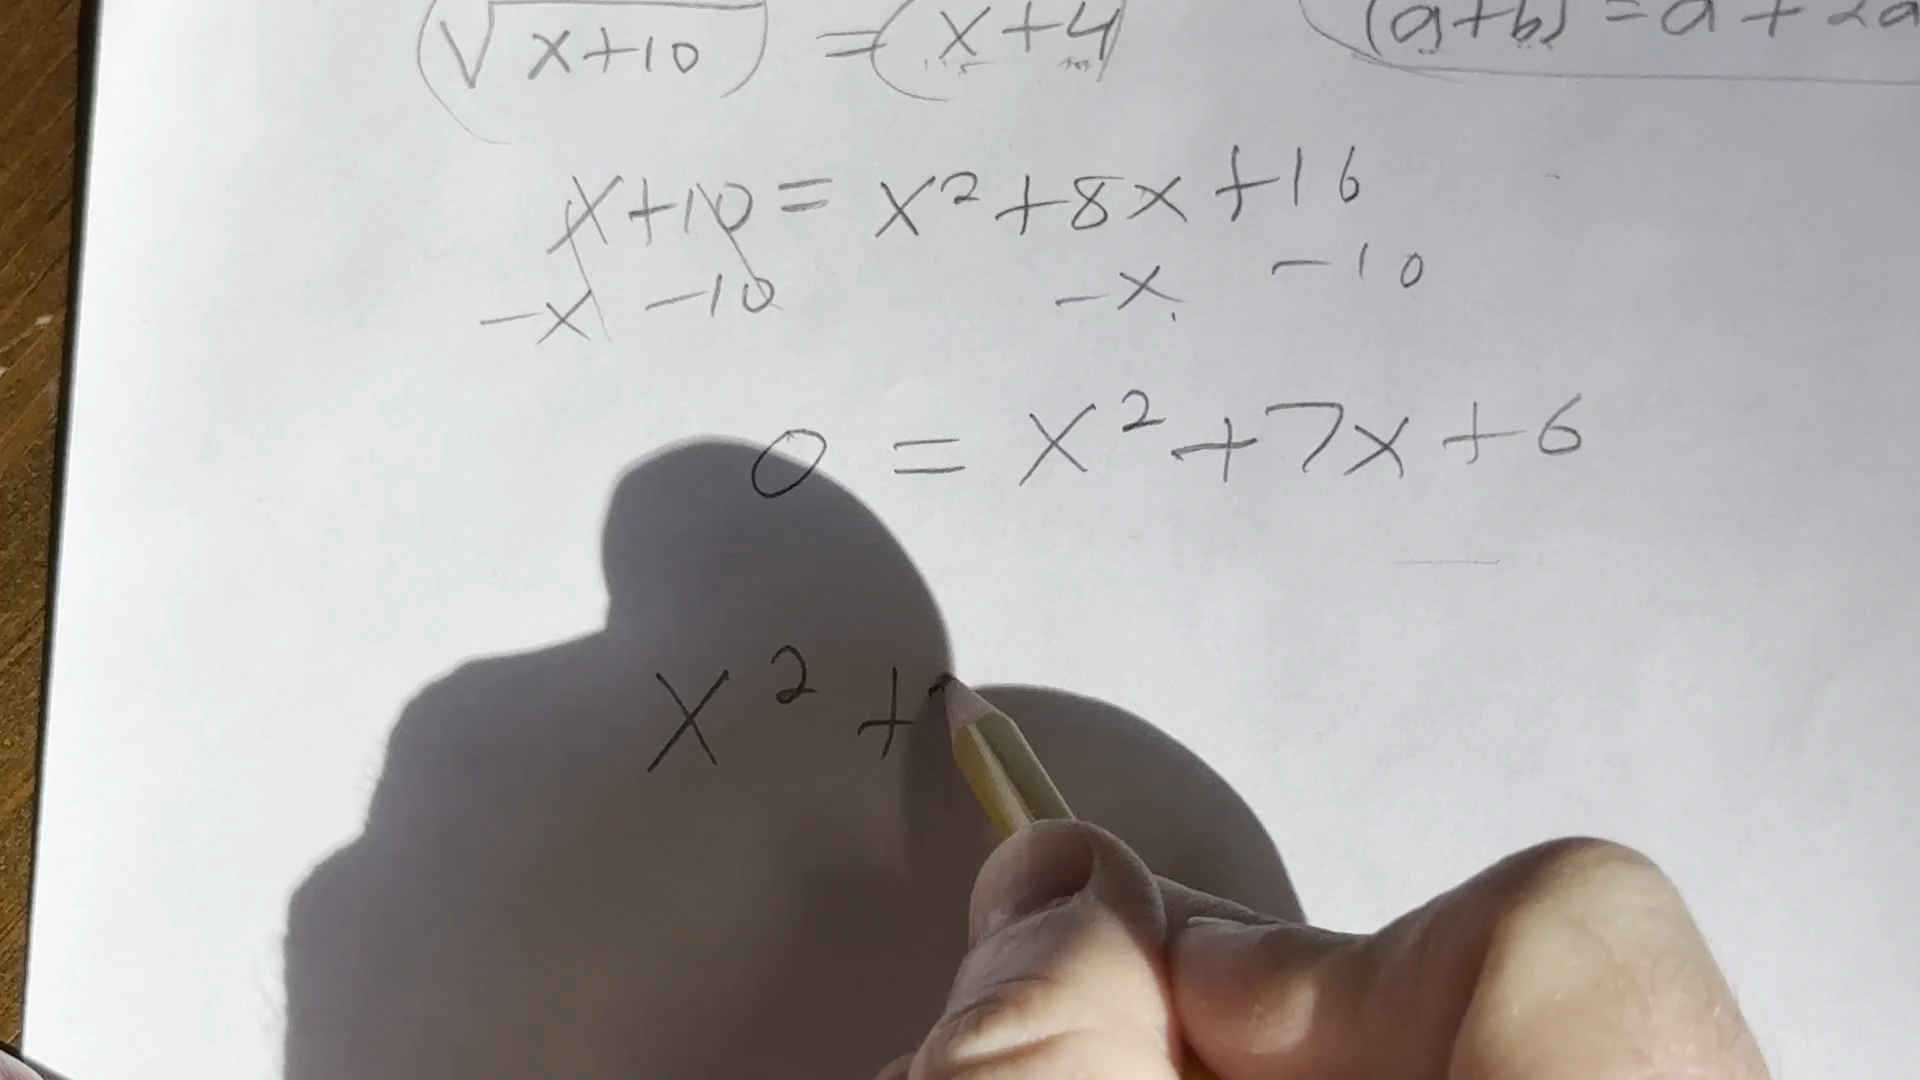 √x+10 = (x+4) (a+b) = a + 2a
x+10 = x²+8x+16
-x -10 -x -10
0 = x²+7x+6
x² +